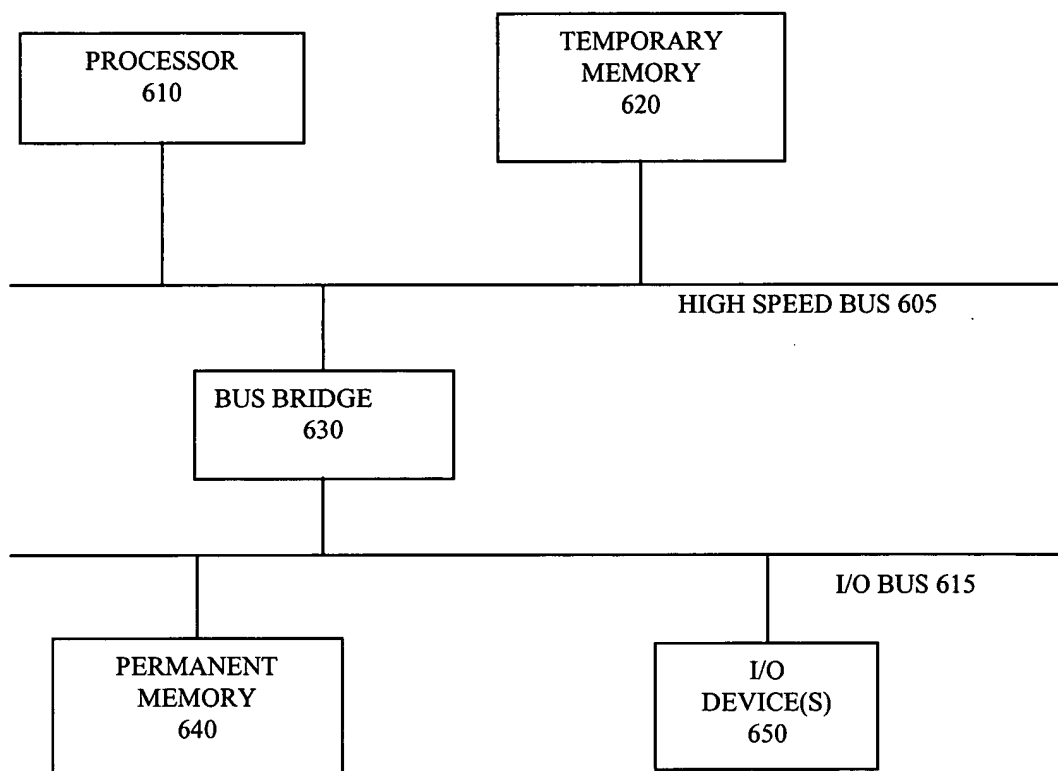 PROCESSOR
610
TEMPORARY
MEMORY
620
HIGH SPEED BUS 605
BUS BRIDGE
630
I/O BUS 615
PERMANENT
MEMORY
640
I/O
DEVICE(S)
650